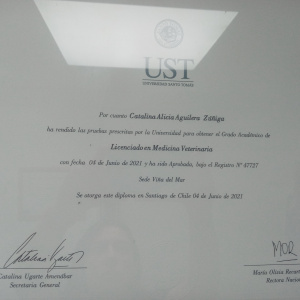 UST
UNIVERSIDAD SANTO TOMÁS
Por cuanto: Catalina Alicia Aguilera Zúñiga
ha rendido las pruebas prescritas por la Universidad para obtener el Grado Académico de
Licenciado en Medicina Veterinaria
con fecha 04 de Junio de 2021 y ha sido Aprobada, bajo el Registro N° 47727
Sede Viña del Mar
Se otorga este diploma en Santiago de Chile 04 de Junio de 2021
Catalina Ugarte Amenábar
Secretaria General
María Olivia
Rectora